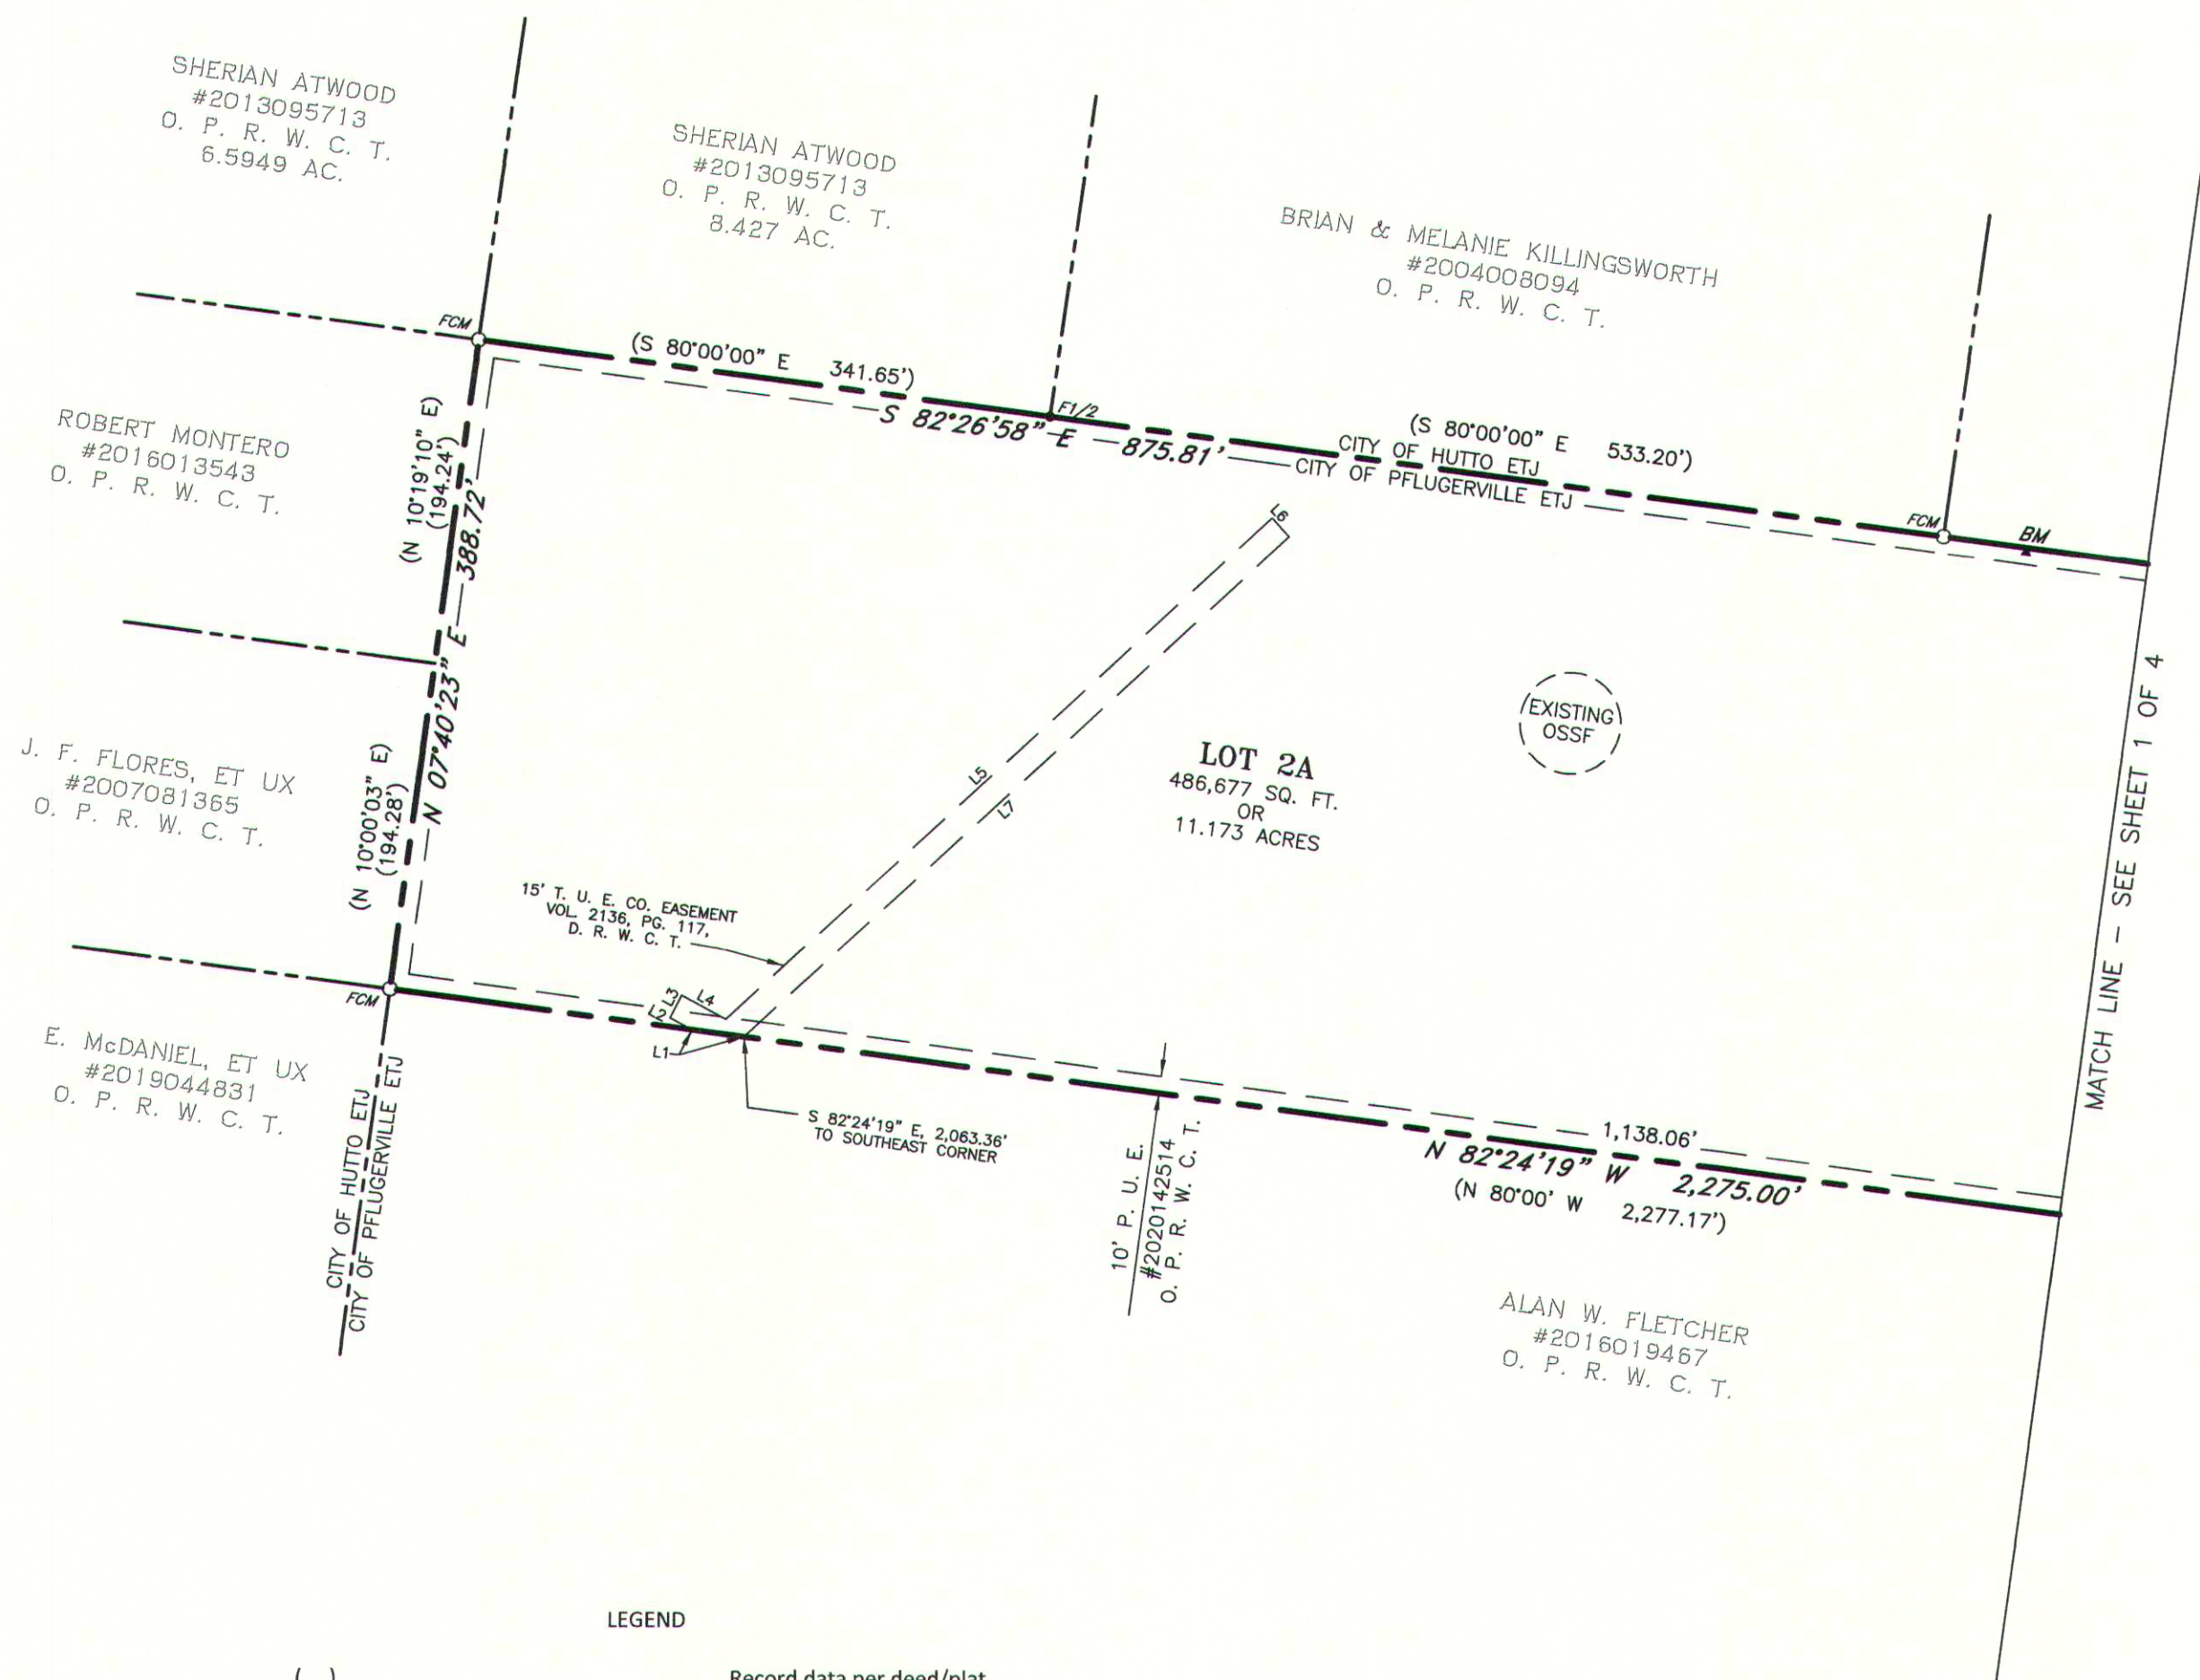 SHERIAN ATWOOD
#2013095713
O. P. R. W. C. T.
6.5949 AC.
SHERIAN ATWOOD
#2013095713
O. P. R. W. C. T.
8.427 AC.
BRIAN & MELANIE KILLINGSWORTH
#2004008094
O. P. R. W. C. T.
FCM
(S 80°00'00" E 341.65')
S 82°26'58" E 875.81'
F1/2
(S 80°00'00" E 533.20')
CITY OF HUTTO ETJ
CITY OF PFLUGERVILLE ETJ
FCM
BM
ROBERT MONTERO
#2016013543
O. P. R. W. C. T.
(N 10°19'10" E)
(194.24')
N 07°40'23" E 388.72'
L6
EXISTING
OSSF
MATCH LINE - SEE SHEET 1 OF 4
J. F. FLORES, ET UX
#2007081365
O. P. R. W. C. T.
(N 10°00'03" E)
(194.28')
L5
L7
LOT 2A
486,677 SQ. FT.
OR
11.173 ACRES
15' T. U. E. CO. EASEMENT
VOL. 2136, PG. 117,
D. R. W. C. T.
FCM
L2
L3
L4
L1
E. McDANIEL, ET UX
#2019044831
O. P. R. W. C. T.
CITY OF HUTTO ETJ
CITY OF PFLUGERVILLE ETJ
S 82°24'19" E, 2,063.36'
TO SOUTHEAST CORNER
10' P. U. E.
#2020142514
O. P. R. W. C. T.
1,138.06'
N 82°24'19" W 2,275.00'
(N 80°00' W 2,277.17')
ALAN W. FLETCHER
#2016019467
O. P. R. W. C. T.
LEGEND
( ) Record data per deed/plat